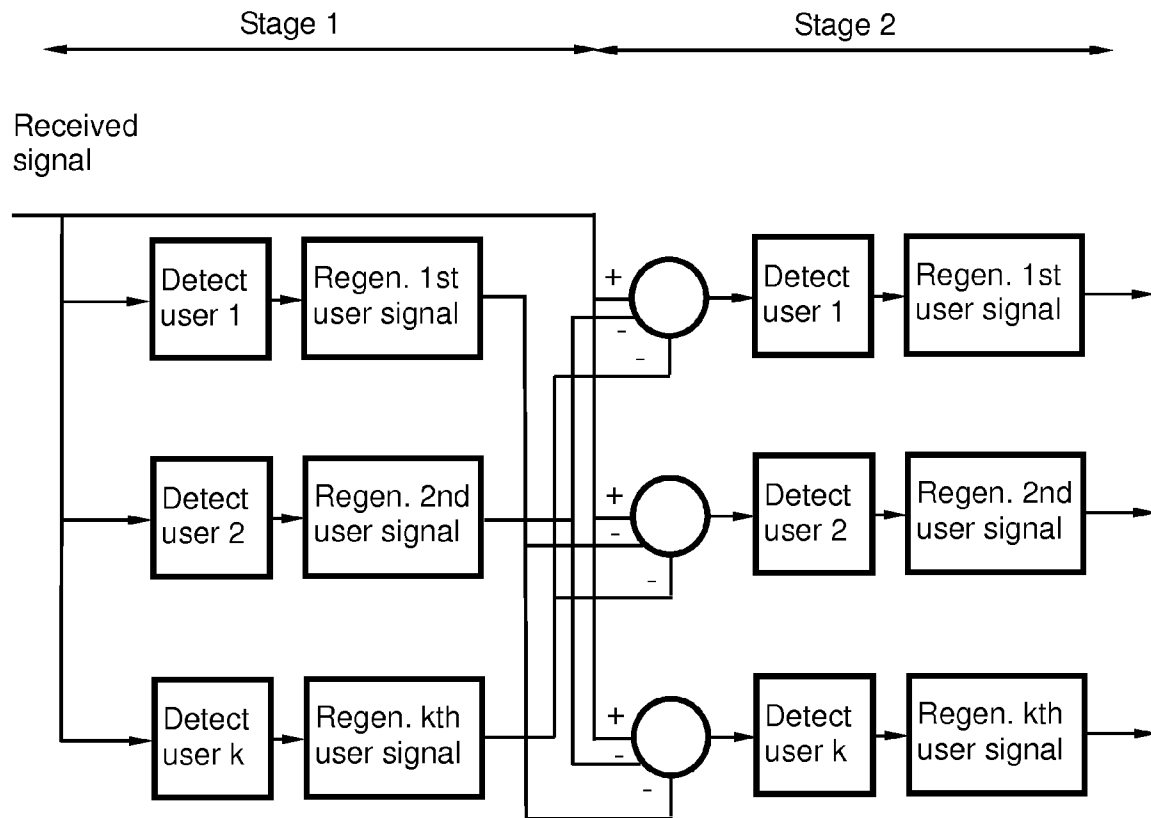 Stage 1
Stage 2
Received
signal
Detect
user 1
Regen. 1st
user signal
+
-
-
Detect
user 1
Regen. 1st
user signal
Detect
user 2
Regen. 2nd
user signal
+
-
-
Detect
user 2
Regen. 2nd
user signal
Detect
user k
Regen. kth
user signal
+
-
-
Detect
user k
Regen. kth
user signal